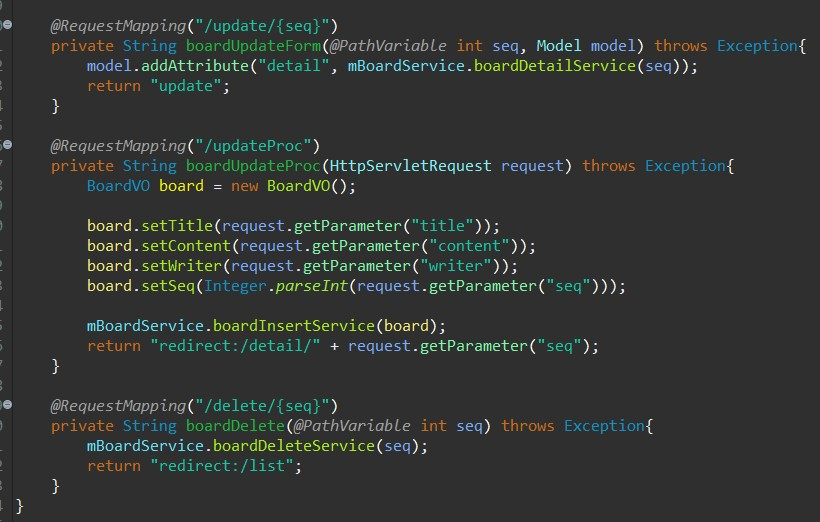 @RequestMapping("/update/{seq}")
private String boardUpdateForm(@PathVariable int seq, Model model) throws Exception{
model.addAttribute("detail", mBoardService.boardDetailService(seq));
return "update";
}
@RequestMapping("/updateProc")
private String boardUpdateProc(HttpServletRequest request) throws Exception{
BoardVO board = new BoardVO();
board.setTitle(request.getParameter("title"));
board.setContent(request.getParameter("content"));
board.setWriter(request.getParameter("writer"));
board.setSeq(Integer.parseInt(request.getParameter("seq")));
mBoardService.boardInsertService(board);
return "redirect:/detail/" + request.getParameter("seq");
}
@RequestMapping("/delete/{seq}")
private String boardDelete(@PathVariable int seq) throws Exception{
mBoardService.boardDeleteService(seq);
return "redirect:/list";
}
}